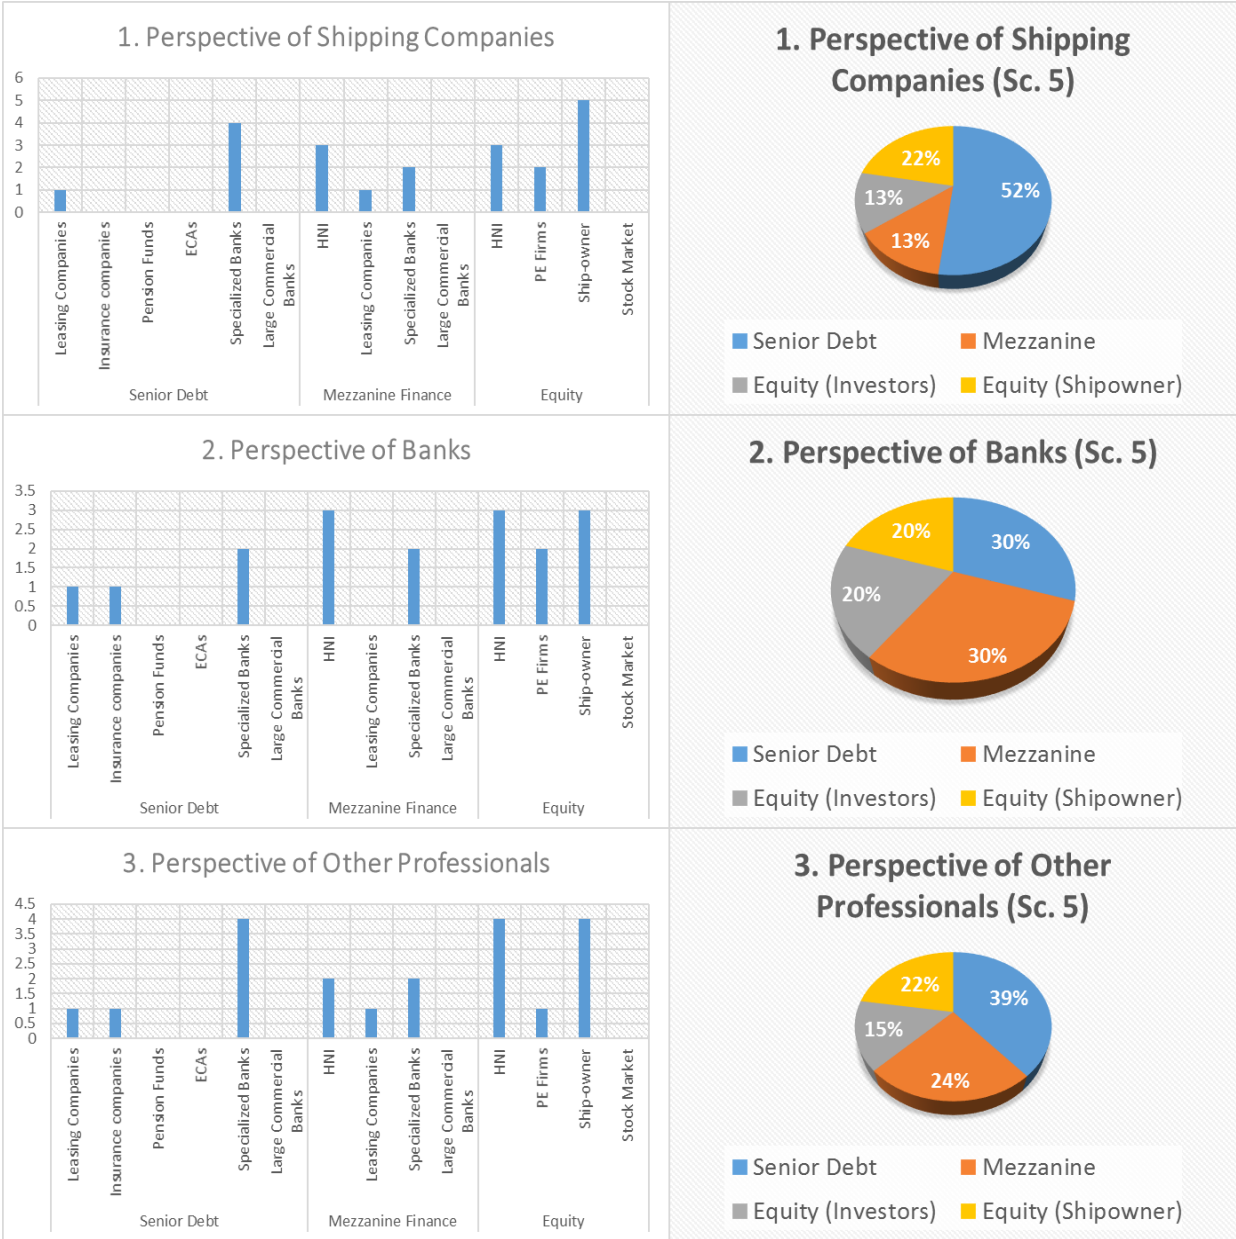 1. Perspective of Shipping Companies
6
5
4
3
2
1
0
Leasing Companies
Insurance companies
Pension Funds
ECAs
Specialized Banks
Large Commercial
Banks
HNI
Leasing Companies
Specialized Banks
Large Commercial
Banks
HNI
PE Firms
Ship-owner
Stock Market
Senior Debt
Mezzanine Finance
Equity
1. Perspective of Shipping
Companies (Sc. 5)
22%
52%
13%
13%
Senior Debt
Mezzanine
Equity (Investors)
Equity (Shipowner)
2. Perspective of Banks
3.5
3
2.5
2
1.5
1
0.5
0
Leasing Companies
Insurance companies
Pension Funds
ECAs
Specialized Banks
Large Commercial
Banks
HNI
Leasing Companies
Specialized Banks
Large Commercial
Banks
HNI
PE Firms
Ship-owner
Stock Market
Senior Debt
Mezzanine Finance
Equity
2. Perspective of Banks (Sc. 5)
20%
30%
20%
30%
Senior Debt
Mezzanine
Equity (Investors)
Equity (Shipowner)
3. Perspective of Other Professionals
4.5
4
3.5
3
2.5
2
1.5
1
0.5
0
Leasing Companies
Insurance companies
Pension Funds
ECAs
Specialized Banks
Large Commercial
Banks
HNI
Leasing Companies
Specialized Banks
Large Commercial
Banks
HNI
PE Firms
Ship-owner
Stock Market
Senior Debt
Mezzanine Finance
Equity
3. Perspective of Other
Professionals (Sc. 5)
22%
39%
15%
24%
Senior Debt
Mezzanine
Equity (Investors)
Equity (Shipowner)